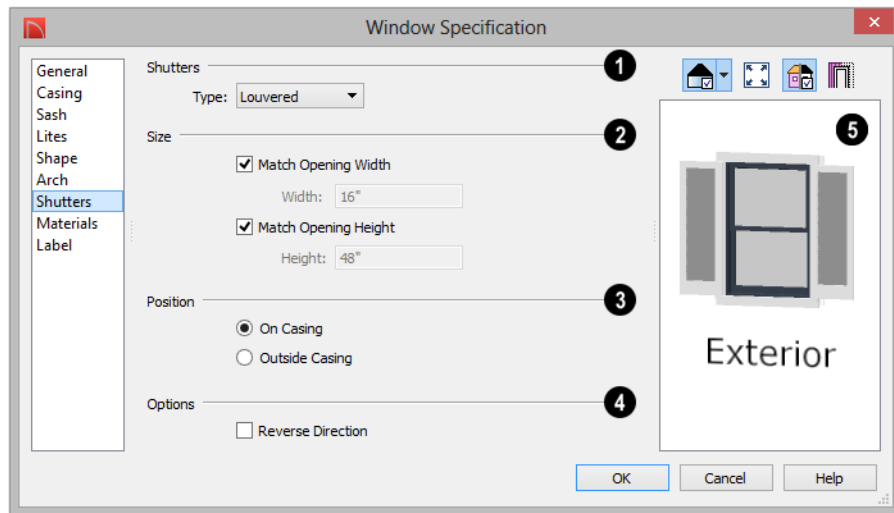 Window Specification
General
Casing
Sash
Lites
Shape
Arch
Shutters
Materials
Label
Shutters 1
Type: Louvered
Size 2
Match Opening Width
Width: 16"
Match Opening Height
Height: 48"
Position 3
On Casing
Outside Casing
Options 4
Reverse Direction
5
Exterior
OK Cancel Help